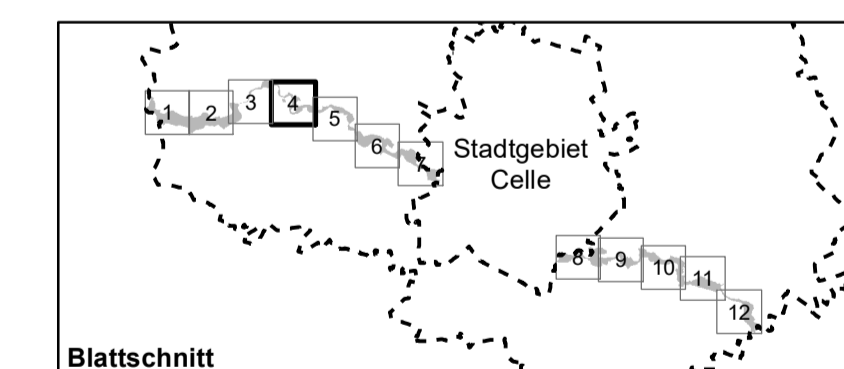 1 2 3 4 5 6 7
Stadtgebiet
Celle
8 9 10 11 12
Blattschnitt